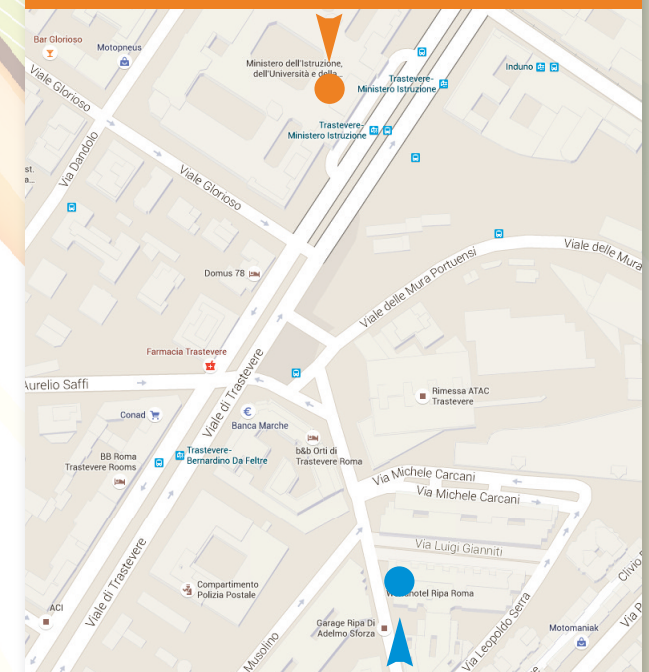 Bar Glorioso
Motopneus
Ministero dell'Istruzione,
dell'Università e della...
Trastevere-
Ministero Istruzione
Induno
Viale Glorioso
Trastevere-
Ministero Istruzione
Via Dandolo
st.
a...
Viale Glorioso
Viale delle Mura Portuensi
Viale delle Mura
Domus 78
Farmacia Trastevere
Aurelio Saffi
Viale di Trastevere
Rimessa ATAC
Trastevere
Conad
Banca Marche
BB Roma
Trastevere Rooms
Trastevere-
Bernardino Da Feltre
b&b Orti di
Trastevere Roma
Via Michele Carcani
Via Michele Carcani
Via Luigi Gianniti
Viale di Trastevere
Clivio
Compartimento
Polizia Postale
hotel Ripa Roma
Via Leopoldo Serra
ACI
Garage Ripa Di
Adelmo Sforza
Motomaniak
Musolino